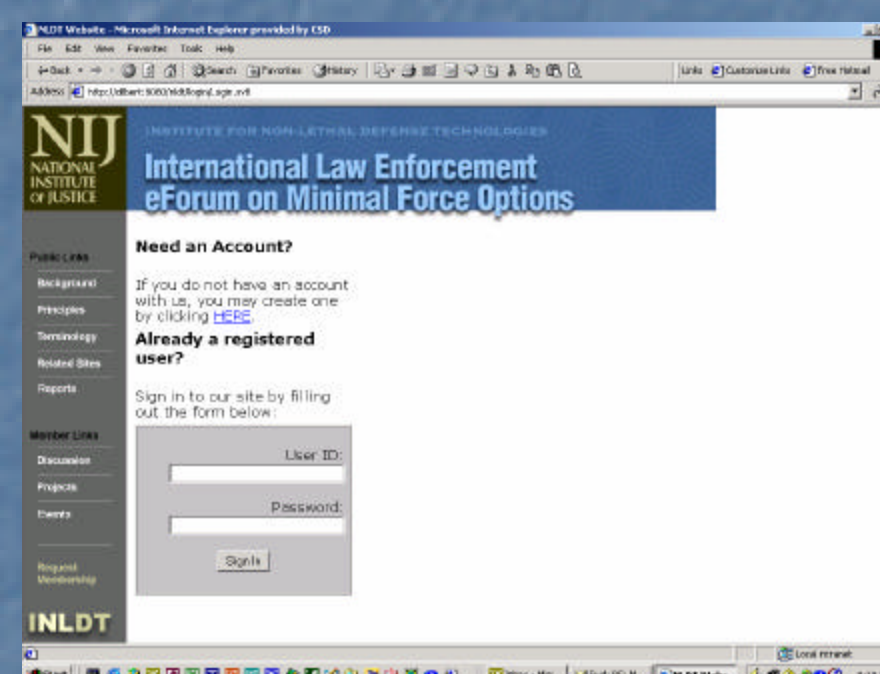 NLDT Website - Microsoft Internet Explorer provided by CSD
File Edit View Favorites Tools Help
Back Search Favorites History
Links Customize Links Free Hotmail
Address
NIJ
NATIONAL
INSTITUTE
OF JUSTICE
INSTITUTE FOR NON-LETHAL DEFENSE TECHNOLOGIES
International Law Enforcement
eForum on Minimal Force Options
Public Links
Background
Principles
Terminology
Related Sites
Reports
Member Links
Discussion
Projects
Events
Request
Membership
INLDT
Need an Account?
If you do not have an account
with us, you may create one
by clicking HERE.
Already a registered
user?
Sign in to our site by filling
out the form below:
User ID:
Password:
SignIn
Local intranet